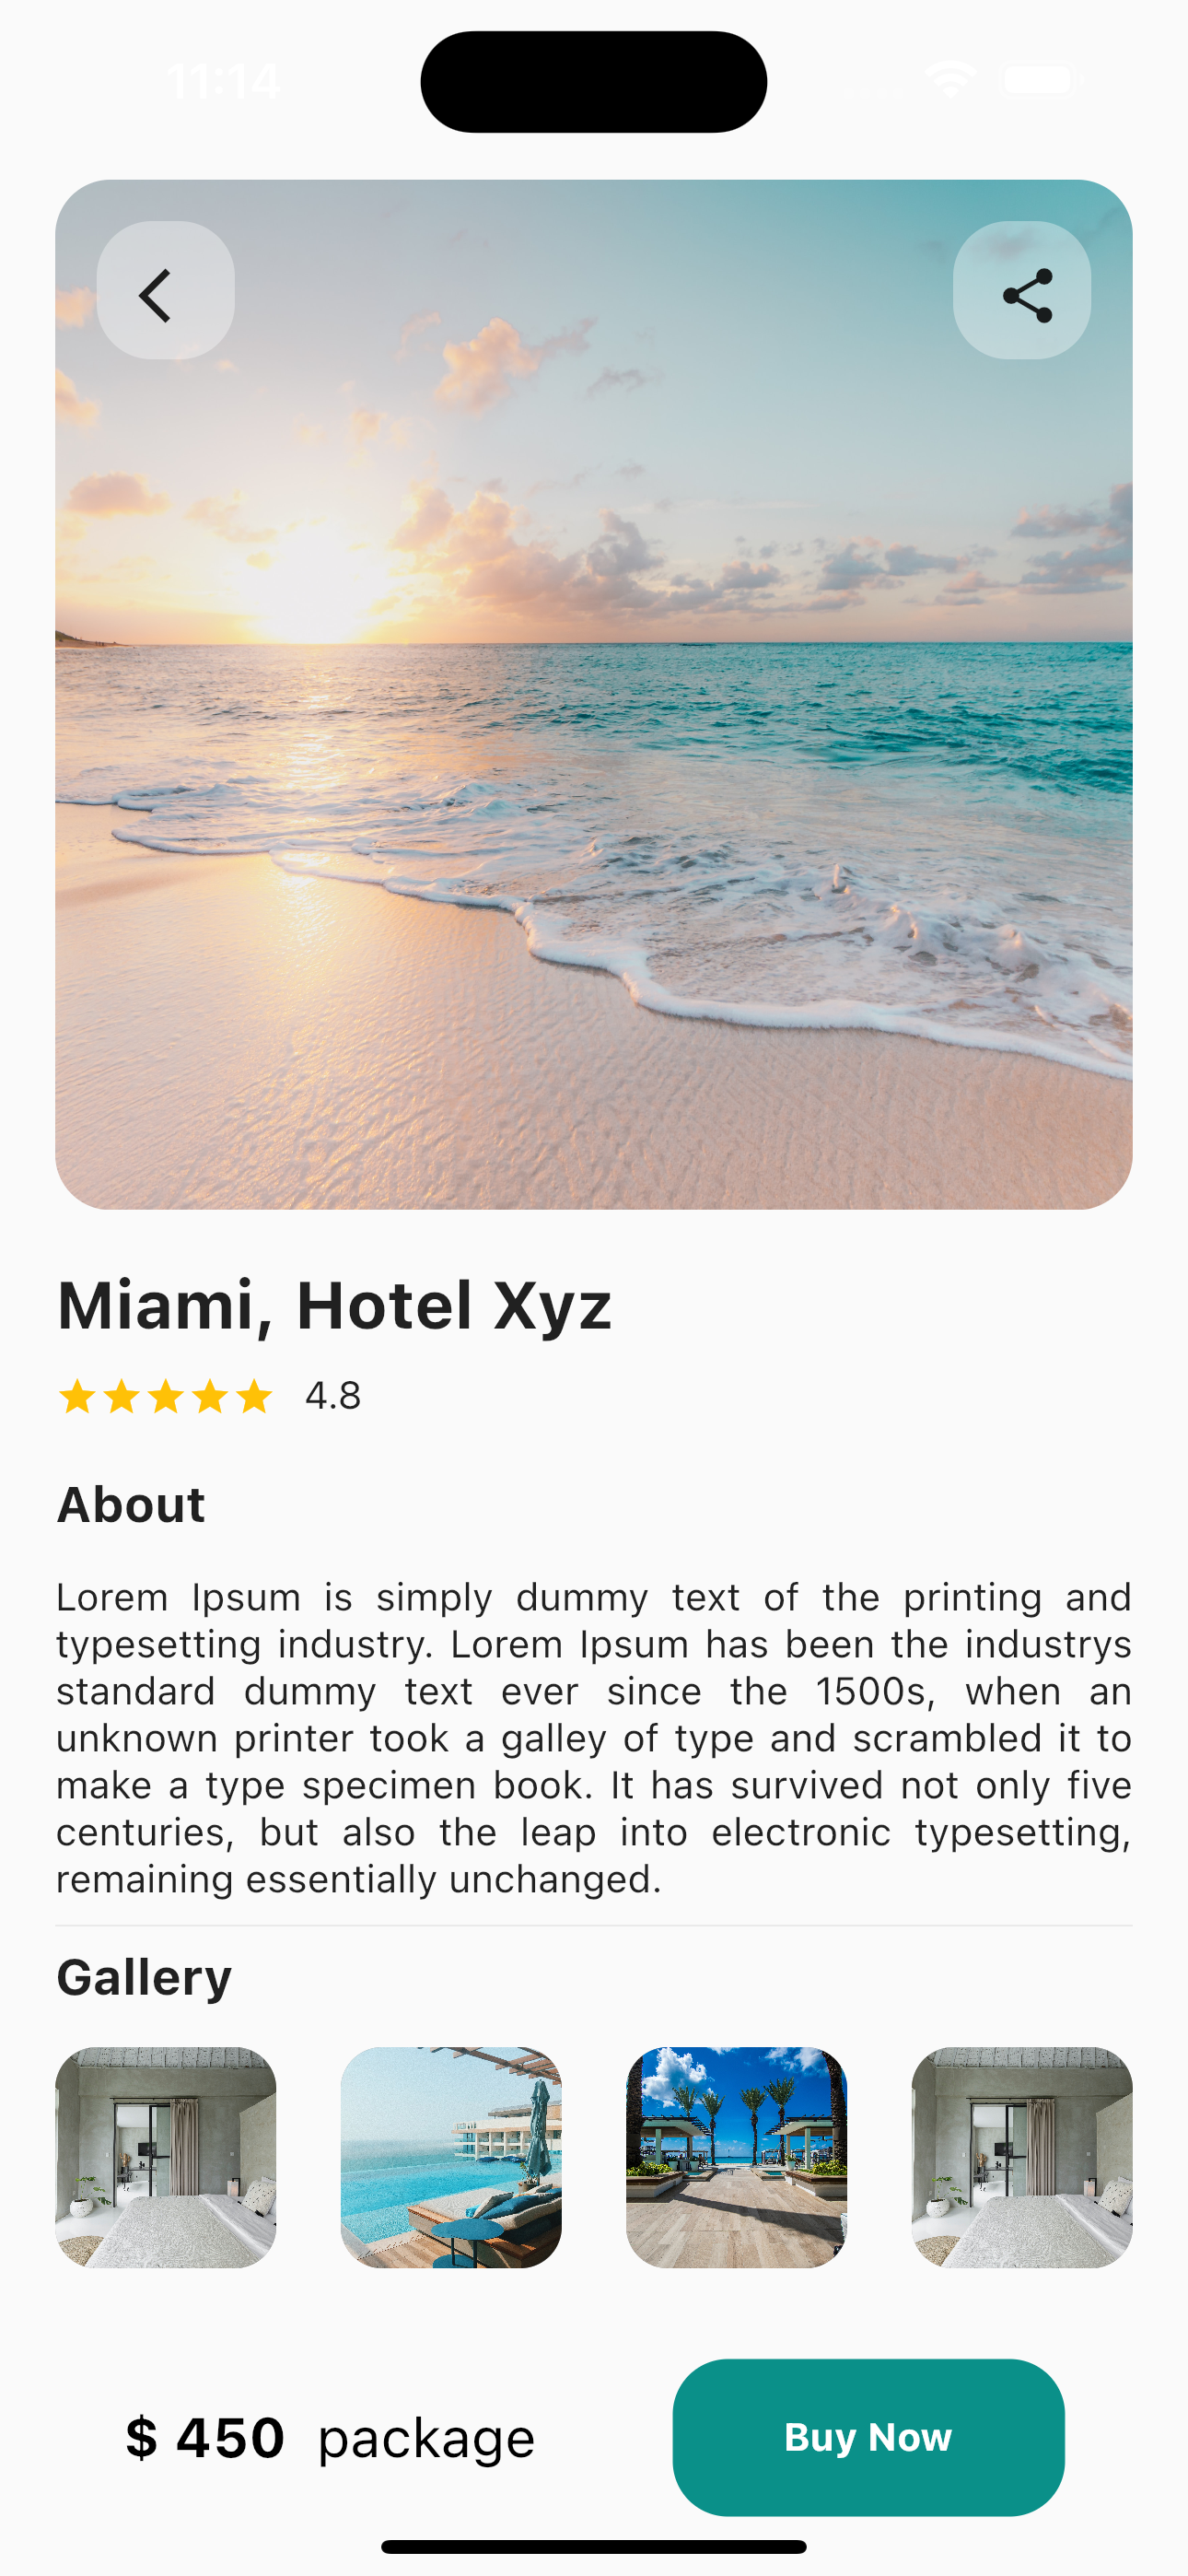 11:14
Miami, Hotel Xyz
4.8
About
Lorem Ipsum is simply dummy text of the printing and
typesetting industry. Lorem Ipsum has been the industrys
standard dummy text ever since the 1500s, when an
unknown printer took a galley of type and scrambled it to
make a type specimen book. It has survived not only five
centuries, but also the leap into electronic typesetting,
remaining essentially unchanged.
Gallery
$ 450 package
Buy Now